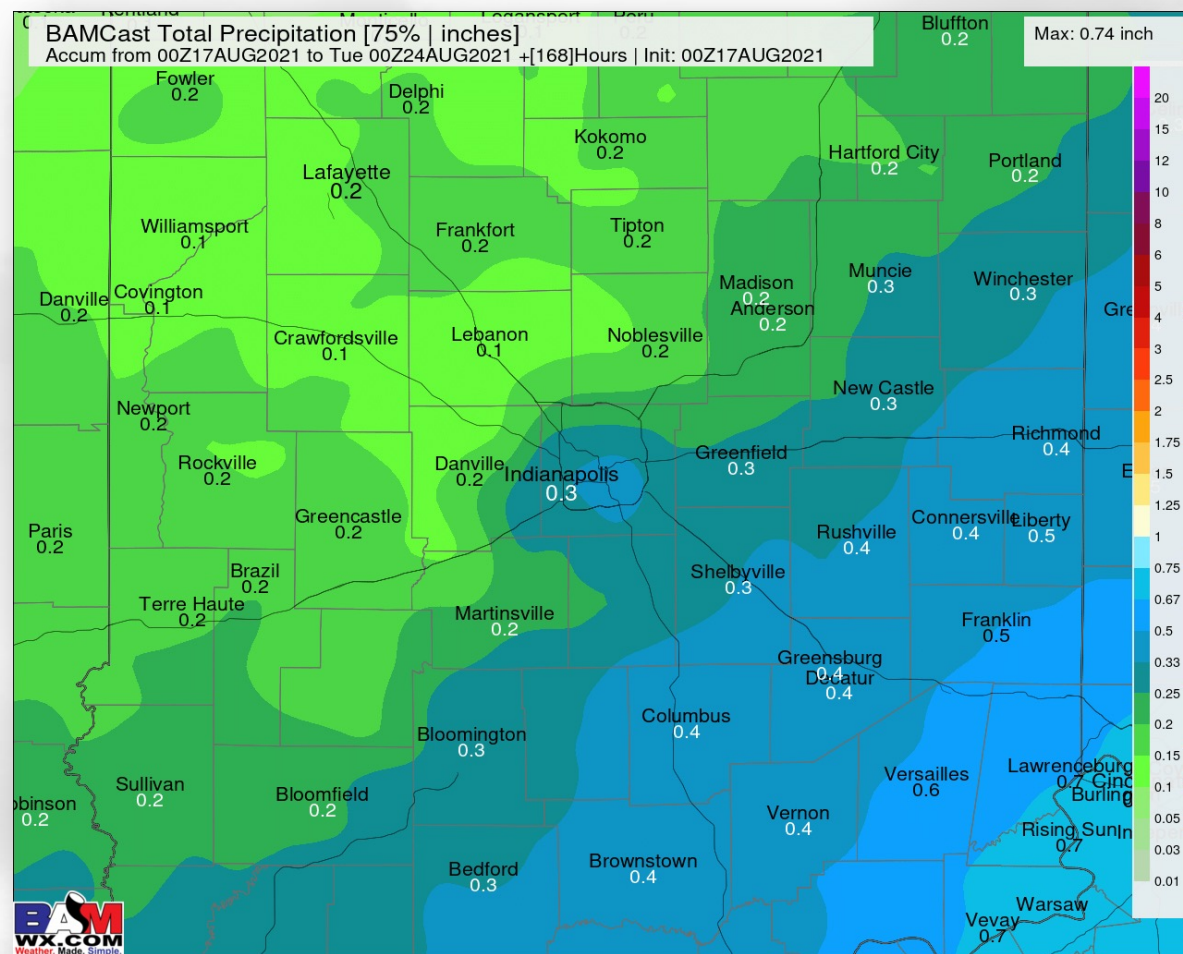 BAMCast Total Precipitation [75% | inches]
Accum from 00Z17AUG2021 to Tue 00Z24AUG2021 +[168]Hours | Init: 00Z17AUG2021
Max: 0.74 inch
Bluffton
0.2
Fowler
0.2
Delphi
0.2
Kokomo
0.2
Hartford City
0.2
Portland
0.2
Lafayette
0.2
Williamsport
0.1
Frankfort
0.2
Tipton
0.2
Muncie
0.3
Winchester
0.3
Madison
0.2
Anderson
0.2
Danville
0.2
Covington
0.1
Crawfordsville
0.1
Lebanon
0.1
Noblesville
0.2
New Castle
0.3
Newport
0.2
Richmond
0.4
Rockville
0.2
Danville
0.2
Indianapolis
0.3
Greenfield
0.3
Paris
0.2
Greencastle
0.2
Rushville
0.4
Connersville
0.4
Liberty
0.5
Brazil
0.2
Shelbyville
0.3
Terre Haute
0.2
Martinsville
0.2
Franklin
0.5
Greensburg
0.4
Decatur
0.4
Columbus
0.4
Bloomington
0.3
Sullivan
0.2
Bloomfield
0.2
Versailles
0.6
Lawrenceburg
0.7
obinson
0.2
Vernon
0.4
Rising Sun
0.7
Bedford
0.3
Brownstown
0.4
Warsaw
Vevay
0.7
20
15
12
10
8
6
5
4
3
2.5
2
1.75
1.5
1.25
1
0.75
0.67
0.5
0.33
0.25
0.2
0.15
0.1
0.05
0.03
0.01
BAM
WX.COM
Weather. Made. Simple.